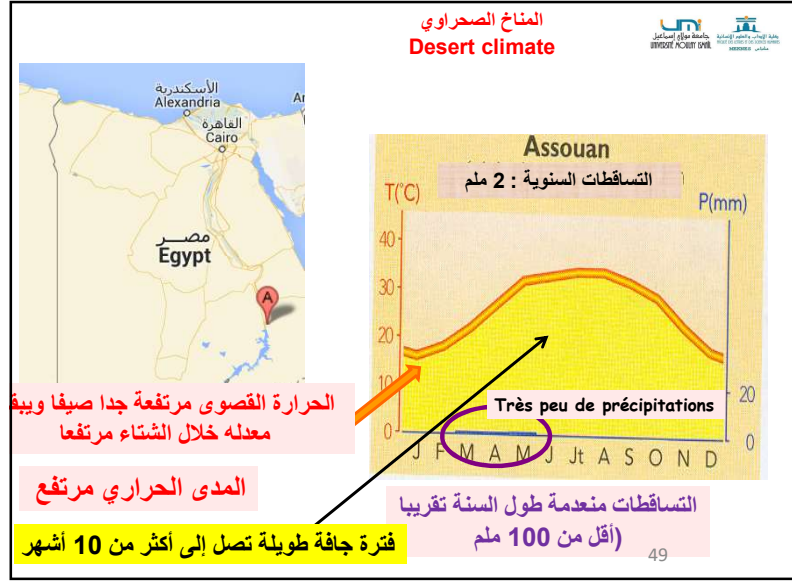 المناخ الصحراوي
Desert climate
جامعة مولاي إسماعيل
UNIVERSITÉ MOULAY ISMAÏL
MEKNES مكناس
الأسكندرية
Alexandria
Ar
القاهرة
Cairo
مصر
Egypt
A
Assouan
التساقطات السنوية : 2 ملم
T(°C)
P(mm)
40
30
20
10
0
20
0
Très peu de précipitations
J F M A M J Jt A S O N D
الحرارة القصوى مرتفعة جدا صيفا ويبق
معدله خلال الشتاء مرتفعا
المدى الحراري مرتفع
فترة جافة طويلة تصل إلى أكثر من 10 أشهر
التساقطات منعدمة طول السنة تقريبا
(أقل من 100 ملم
49